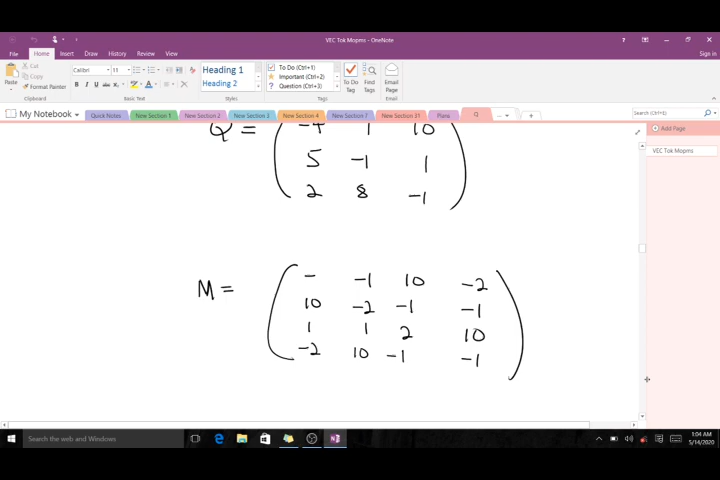 VEC Tok Mopms - OneNote
? Sign in
File Home Insert Draw History Review View
Paste Cut Copy Format Painter
Clipboard
Calibri 11
B I U
Basic Text
Heading 1
Heading 2
Styles
To Do (Ctrl+1)
Important (Ctrl+2)
Question (Ctrl+3)
To Do Tag
Find Tags
Tags
Email Page
Email
My Notebook Quick Notes New Section 1 New Section 2 New Section 3 New Section 4 New Section 7 New Section 31 Plane Q ... +
Search (Ctrl+E)
Add Page
VEC Tok Mopms
Q = -4 1 10
5 -1 1
2 8 -1
M =
- -1 10 -2
10 -2 -1 -1
1 1 2 10
-2 10 -1 -1
Search the web and Windows
1:04 AM
5/14/2020